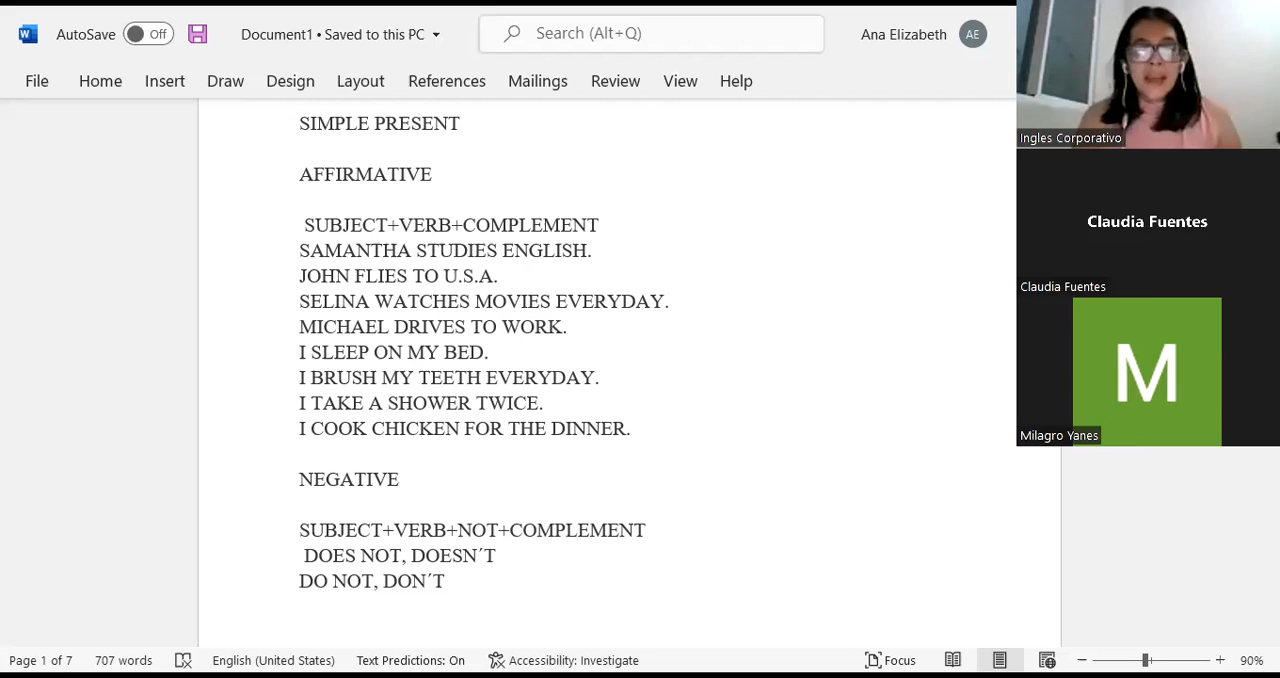 AutoSave Off Document1 • Saved to this PC Search (Alt+Q) Ana Elizabeth AE
File Home Insert Draw Design Layout References Mailings Review View Help
SIMPLE PRESENT
AFFIRMATIVE
SUBJECT+VERB+COMPLEMENT
SAMANTHA STUDIES ENGLISH.
JOHN FLIES TO U.S.A.
SELINA WATCHES MOVIES EVERYDAY.
MICHAEL DRIVES TO WORK.
I SLEEP ON MY BED.
I BRUSH MY TEETH EVERYDAY.
I TAKE A SHOWER TWICE.
I COOK CHICKEN FOR THE DINNER.
NEGATIVE
SUBJECT+VERB+NOT+COMPLEMENT
DOES NOT, DOESN´T
DO NOT, DON´T
Ingles Corporativo
Claudia Fuentes
Claudia Fuentes
M
Milagro Yanes
Page 1 of 7 707 words English (United States) Text Predictions: On Accessibility: Investigate Focus 90%